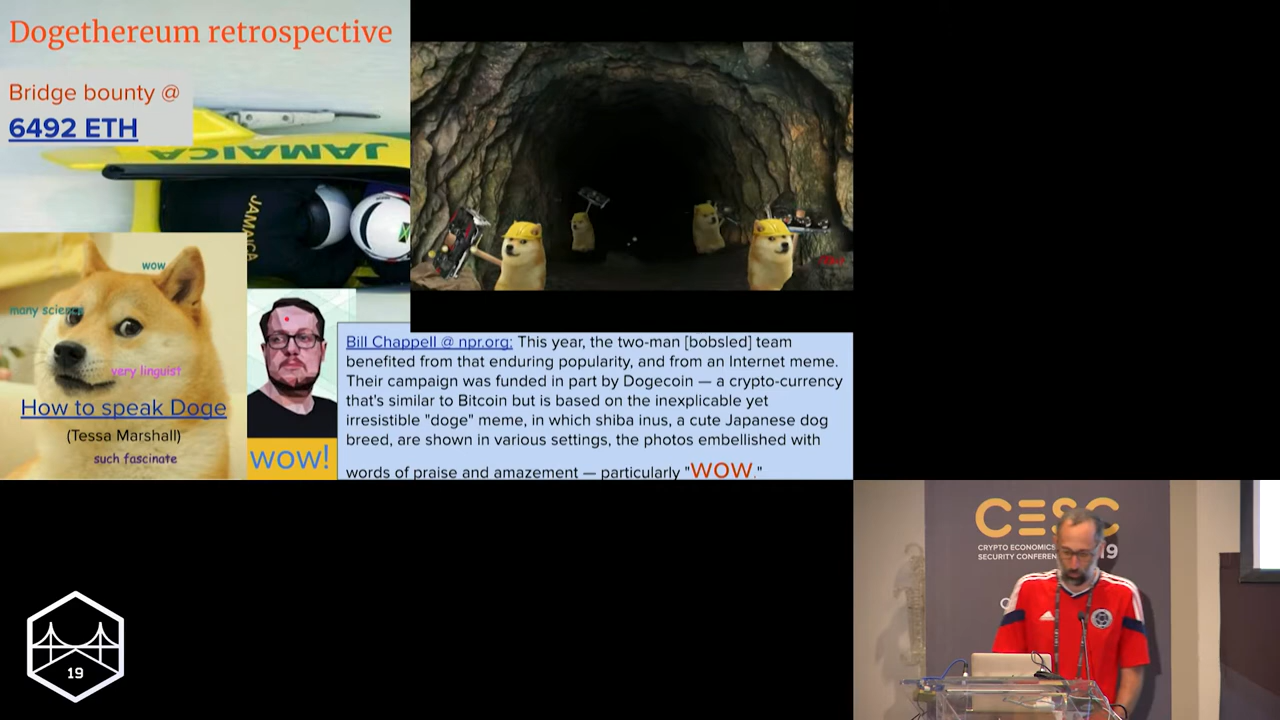 Dogethereum retrospective
Bridge bounty @
6492 ETH
JAMAICA
JAMAICA
wow
many science
very linguist
How to speak Doge
(Tessa Marshall)
such fascinate
wow!
Bill Chappell @ npr.org: This year, the two-man [bobsled] team
benefited from that enduring popularity, and from an Internet meme.
Their campaign was funded in part by Dogecoin — a crypto-currency
that's similar to Bitcoin but is based on the inexplicable yet
irresistible "doge" meme, in which shiba inus, a cute Japanese dog
breed, are shown in various settings, the photos embellished with
words of praise and amazement — particularly "wow."
CESC
CRYPTO ECONOMICS
SECURITY CONFEREN
19
19